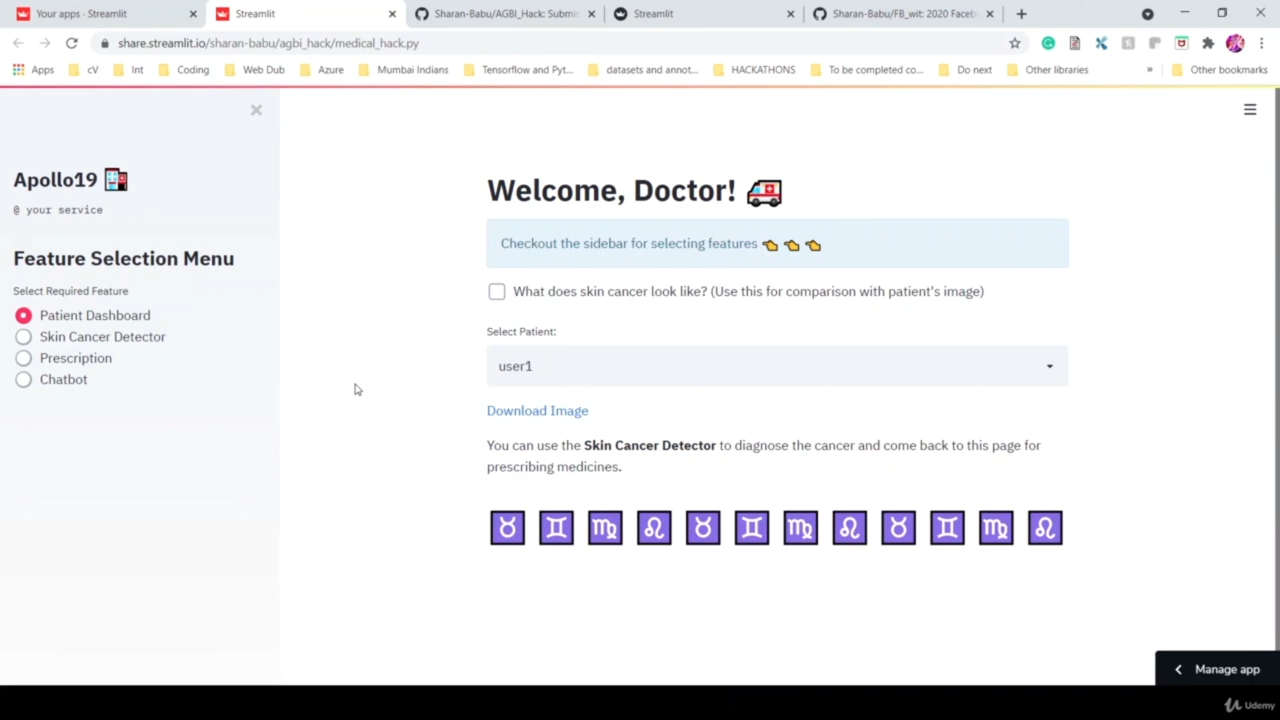 Your apps · Streamlit
Streamlit
Sharan-Babu/AGBI_Hack: Submis
Streamlit
Sharan-Babu/FB_wit: 2020 Faceb
share.streamlit.io/sharan-babu/agbi_hack/medical_hack.py
Apps
cV
Int
Coding
Web Dub
Azure
Mumbai Indians
Tensorflow and Pyt...
datasets and annot...
HACKATHONS
To be completed co...
Do next
Other libraries
»
Other bookmarks
Apollo19
@ your service
Feature Selection Menu
Select Required Feature
Patient Dashboard
Skin Cancer Detector
Prescription
Chatbot
Welcome, Doctor!
Checkout the sidebar for selecting features
What does skin cancer look like? (Use this for comparison with patient's image)
Select Patient:
user1
Download Image
You can use the Skin Cancer Detector to diagnose the cancer and come back to this page for
prescribing medicines.
♉ ♊ ♍ ♌ ♉ ♊ ♍ ♌ ♉ ♊ ♍ ♌
Manage app
Udemy